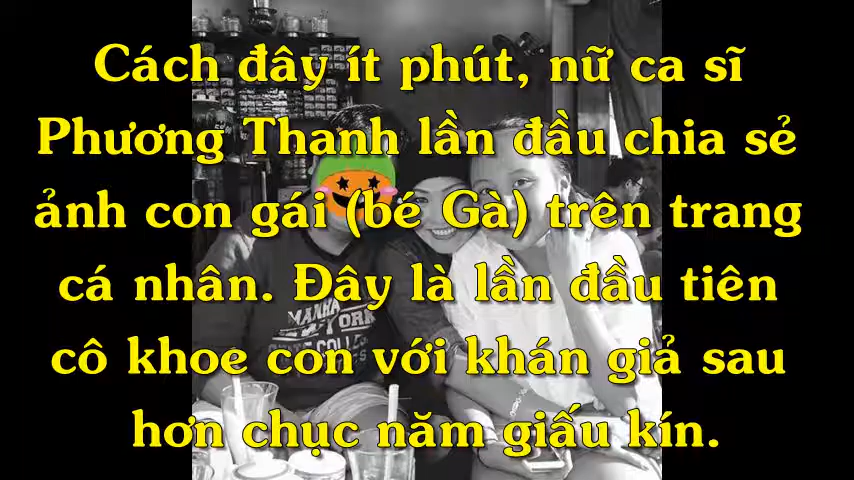 Cách đây ít phút, nữ ca sĩ
Phương Thanh lần đầu chia sẻ
ảnh con gái (bé Gà) trên trang
cá nhân. Đây là lần đầu tiên
cô khoe con với khán giả sau
hơn chục năm giấu kín.
MANHA
YORK